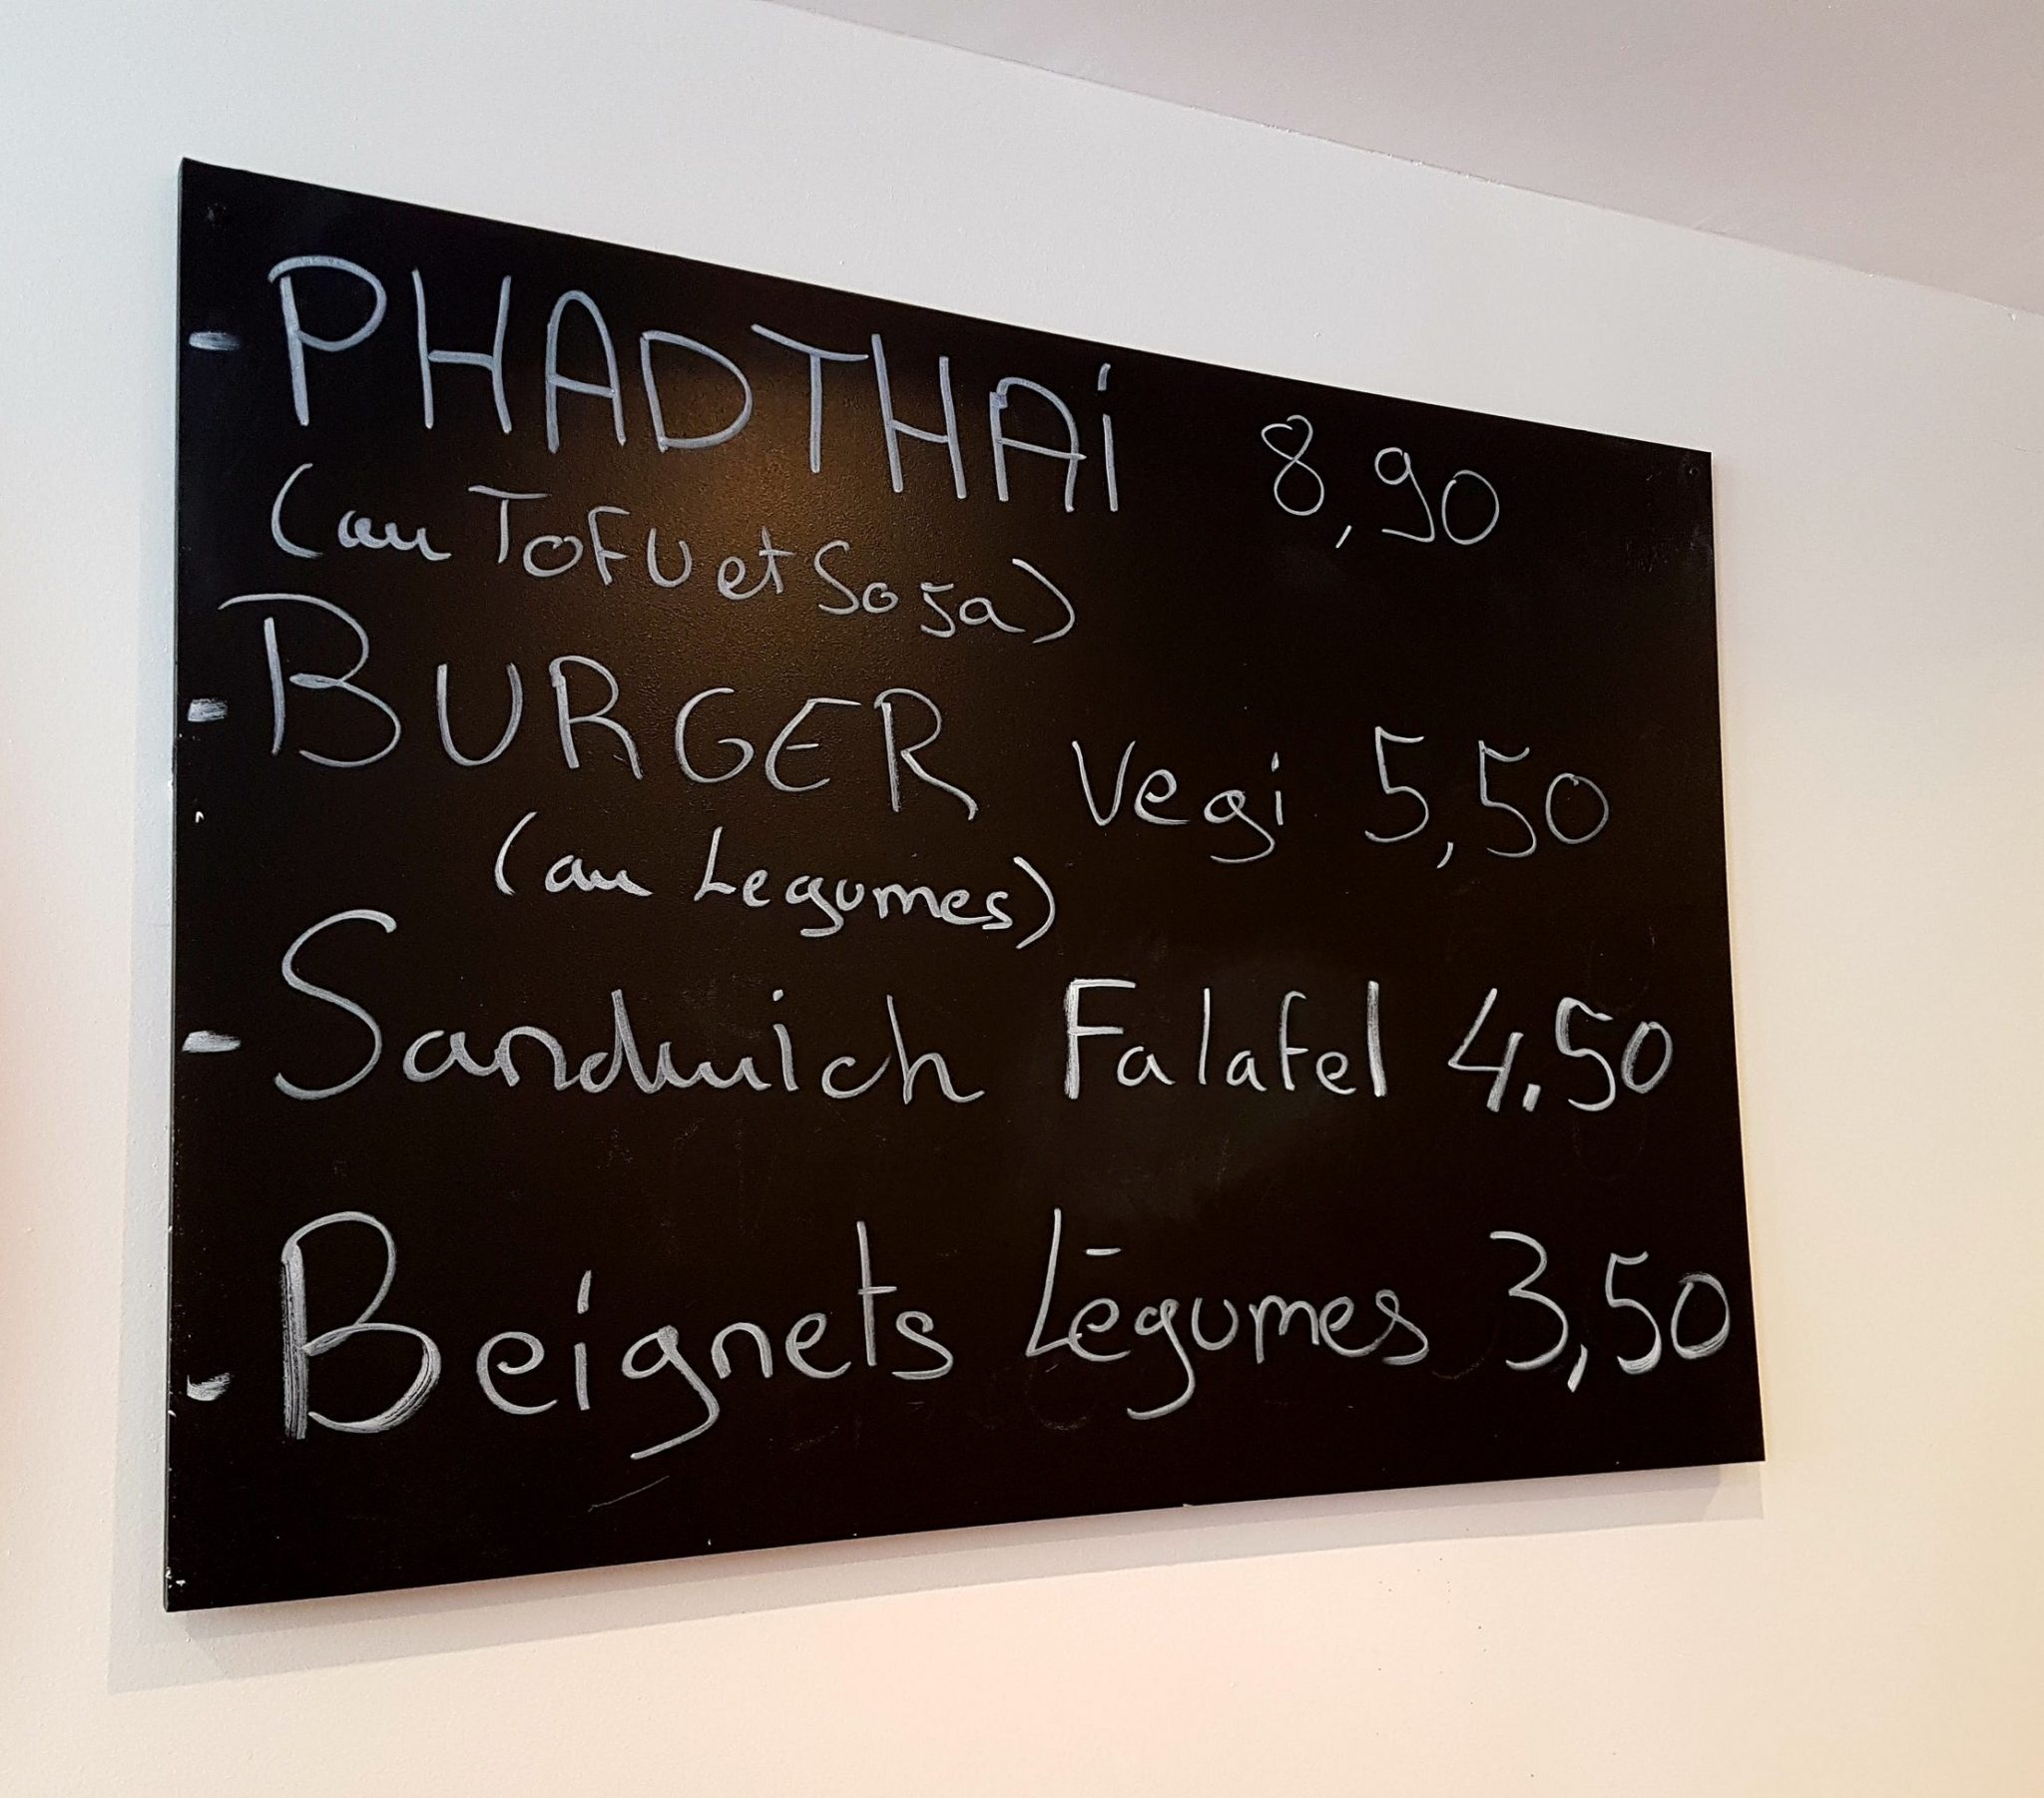 - PHADTHAi 8,90
(au ToFU et Soja)
- BURGER Vegi 5,50
(au Legumes)
- Sandwich Falafel 4,50
- Beignets Légumes 3,50